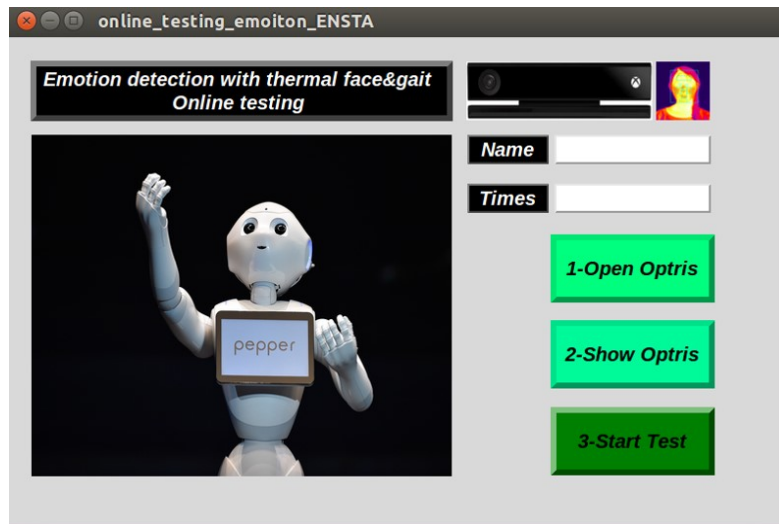 online_testing_emoiton_ENSTA
Emotion detection with thermal face&gait
Online testing
Name
Times
pepper
1-Open Optris
2-Show Optris
3-Start Test